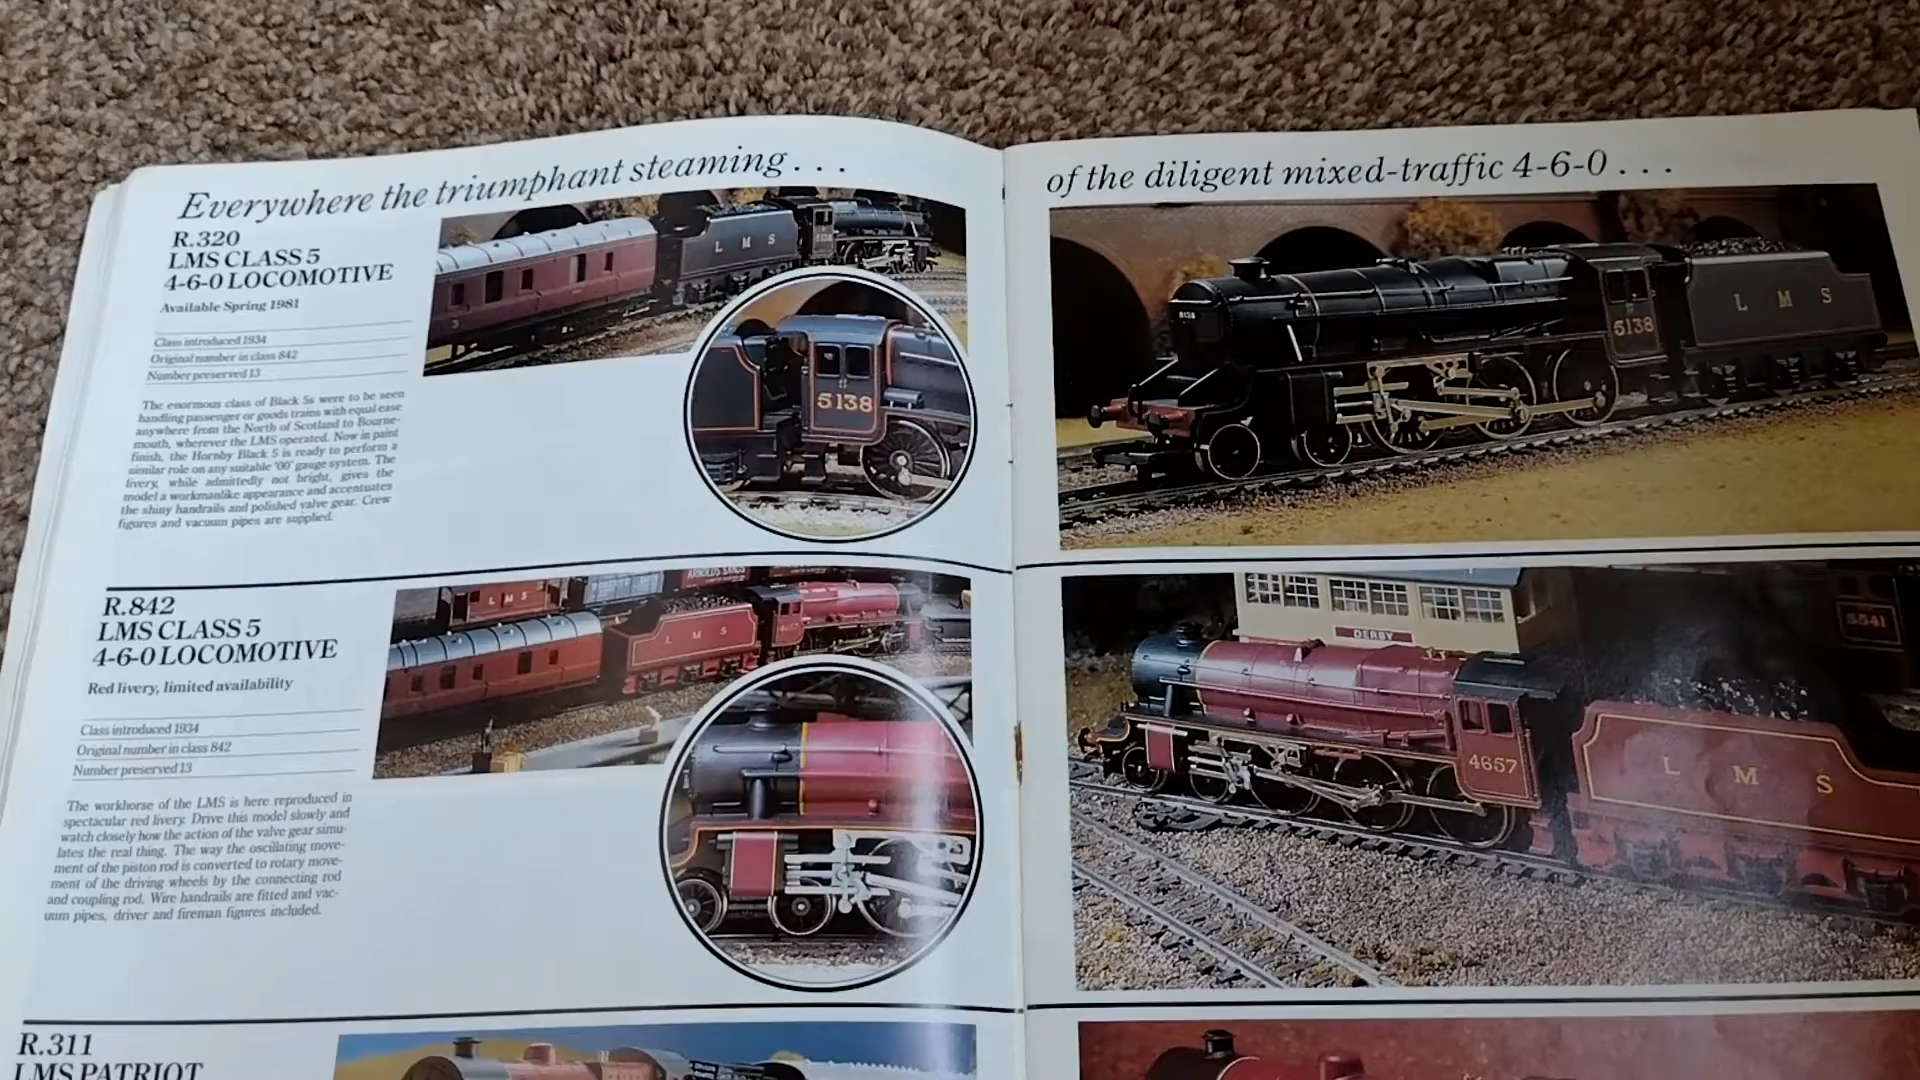 Everywhere the triumphant steaming . . .
R.320
LMS CLASS 5
4-6-0 LOCOMOTIVE
Available Spring 1981
Class introduced 1934
Original number in class 842
Number preserved 13
The enormous class of Black 5s were to be seen
handling passenger or goods trains with equal ease
anywhere from the North of Scotland to Bourne-
mouth, wherever the LMS operated. Now in paint
finish, the Hornby Black 5 is ready to perform a
similar role on any suitable '00' gauge system. The
livery, while admittedly not bright, gives the
model a workmanlike appearance and accentuates
the shiny handrails and polished valve gear. Crew
figures and vacuum pipes are supplied.
L M S
5138
5138
R.842
LMS CLASS 5
4-6-0 LOCOMOTIVE
Red livery, limited availability
Class introduced 1934
Original number in class 842
Number preserved 13
The workhorse of the LMS is here reproduced in
spectacular red livery. Drive this model slowly and
watch closely how the action of the valve gear simu-
lates the real thing. The way the oscillating move-
ment of the piston rod is converted to rotary move-
ment of the driving wheels by the connecting rod
and coupling rod. Wire handrails are fitted and vac-
uum pipes, driver and fireman figures included.
L M S
L M S
R.311
LMS PATRIOT
of the diligent mixed-traffic 4-6-0 . . .
5138
5138
L M S
DERBY
5541
4657
L M S